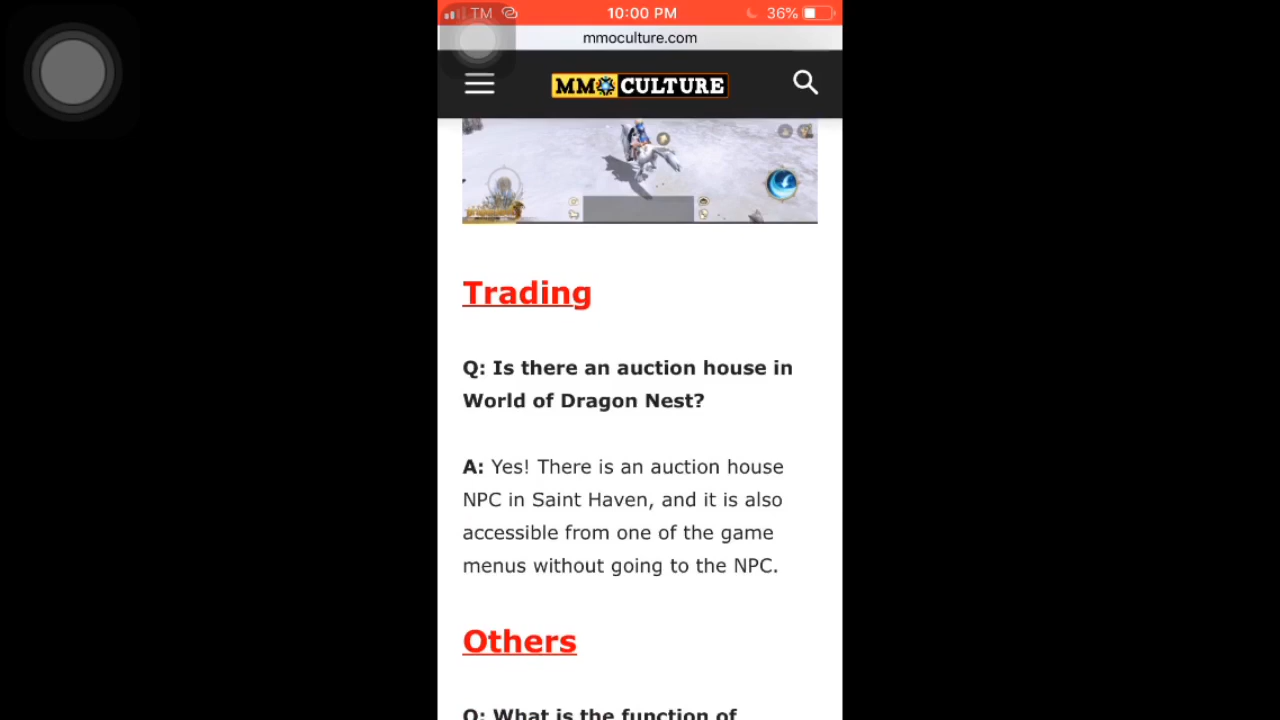 TM 10:00 PM 36%
mmoculture.com
MMO CULTURE
Trading
Q: Is there an auction house in
World of Dragon Nest?
A: Yes! There is an auction house
NPC in Saint Haven, and it is also
accessible from one of the game
menus without going to the NPC.
Others
Q: What is the function of